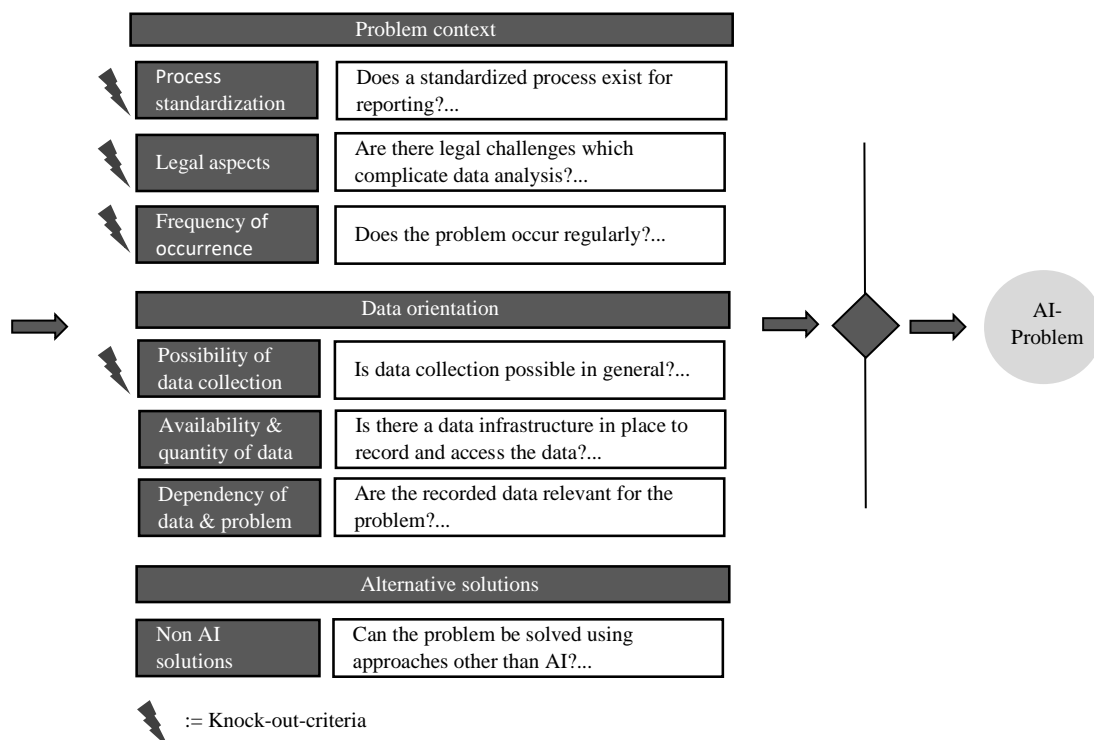 Problem context
Process
standardization
Does a standardized process exist for
reporting?...
Legal aspects
Are there legal challenges which
complicate data analysis?...
Frequency of
occurrence
Does the problem occur regularly?...
Data orientation
Possibility of
data collection
Is data collection possible in general?...
Availability &
quantity of data
Is there a data infrastructure in place to
record and access the data?...
Dependency of
data & problem
Are the recorded data relevant for the
problem?...
Alternative solutions
Non AI
solutions
Can the problem be solved using
approaches other than AI?...
:= Knock-out-criteria
AI-
Problem